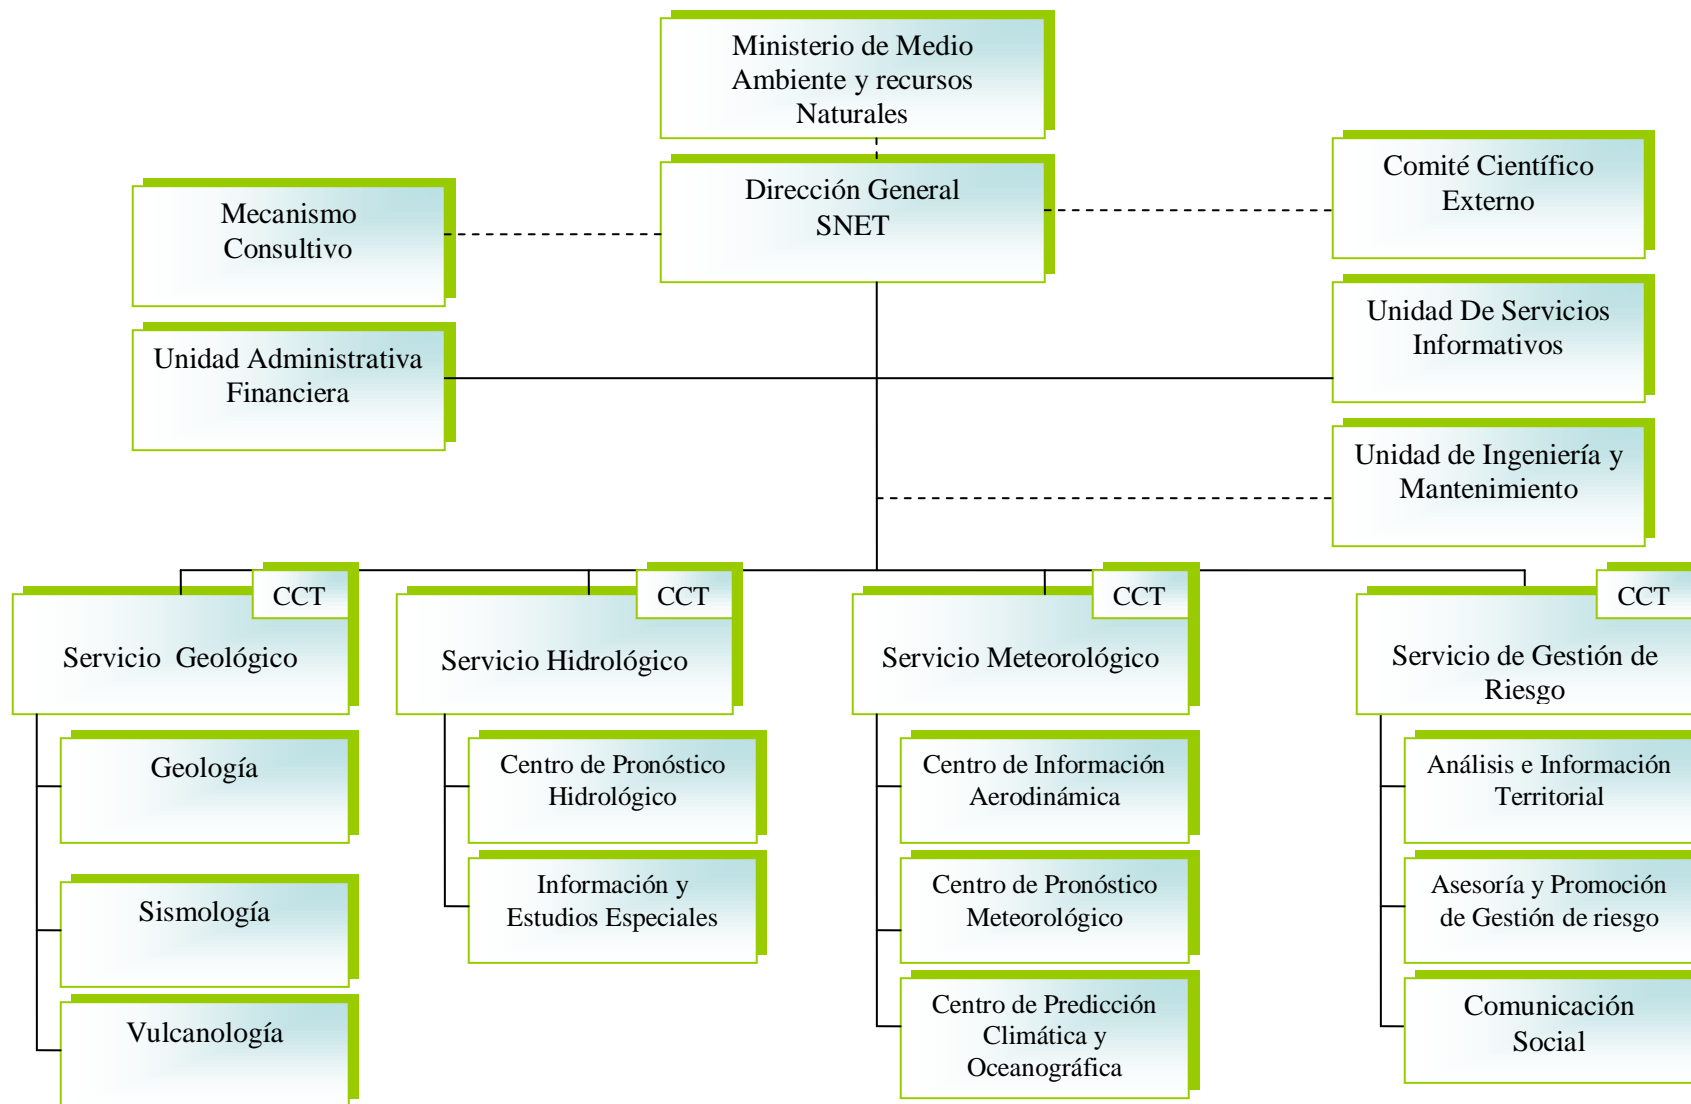 Ministerio de Medio
Ambiente y recursos
Naturales
Dirección General
SNET
Comité Científico
Externo
Mecanismo
Consultivo
Unidad De Servicios
Informativos
Unidad Administrativa
Financiera
Unidad de Ingeniería y
Mantenimiento
CCT
Servicio Geológico
CCT
Servicio Hidrológico
CCT
Servicio Meteorológico
CCT
Servicio de Gestión de
Riesgo
Geología
Sismología
Vulcanología
Centro de Pronóstico
Hidrológico
Información y
Estudios Especiales
Centro de Información
Aerodinámica
Centro de Pronóstico
Meteorológico
Centro de Predicción
Climática y
Oceanográfica
Análisis e Información
Territorial
Asesoría y Promoción
de Gestión de riesgo
Comunicación
Social